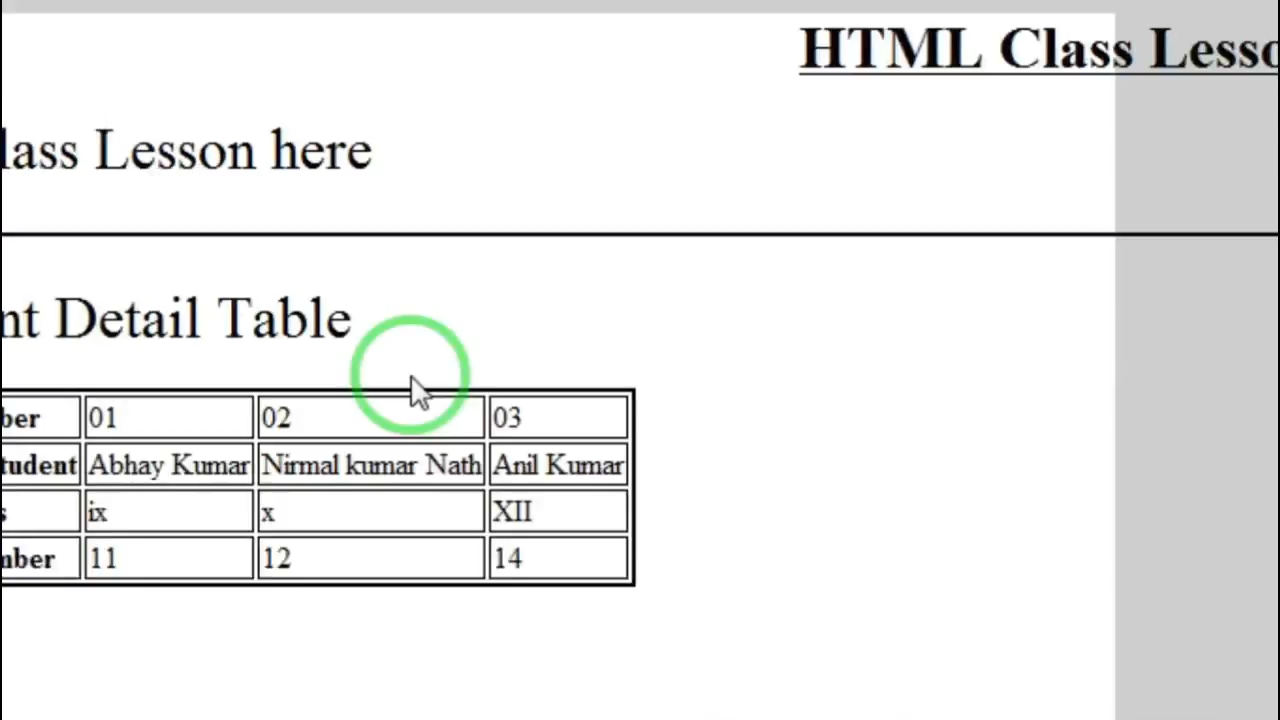 HTML Class Lesso
lass Lesson here
nt Detail Table
ber 01 02 03
tudent Abhay Kumar Nirmal kumar Nath Anil Kumar
s ix x XII
mber 11 12 14